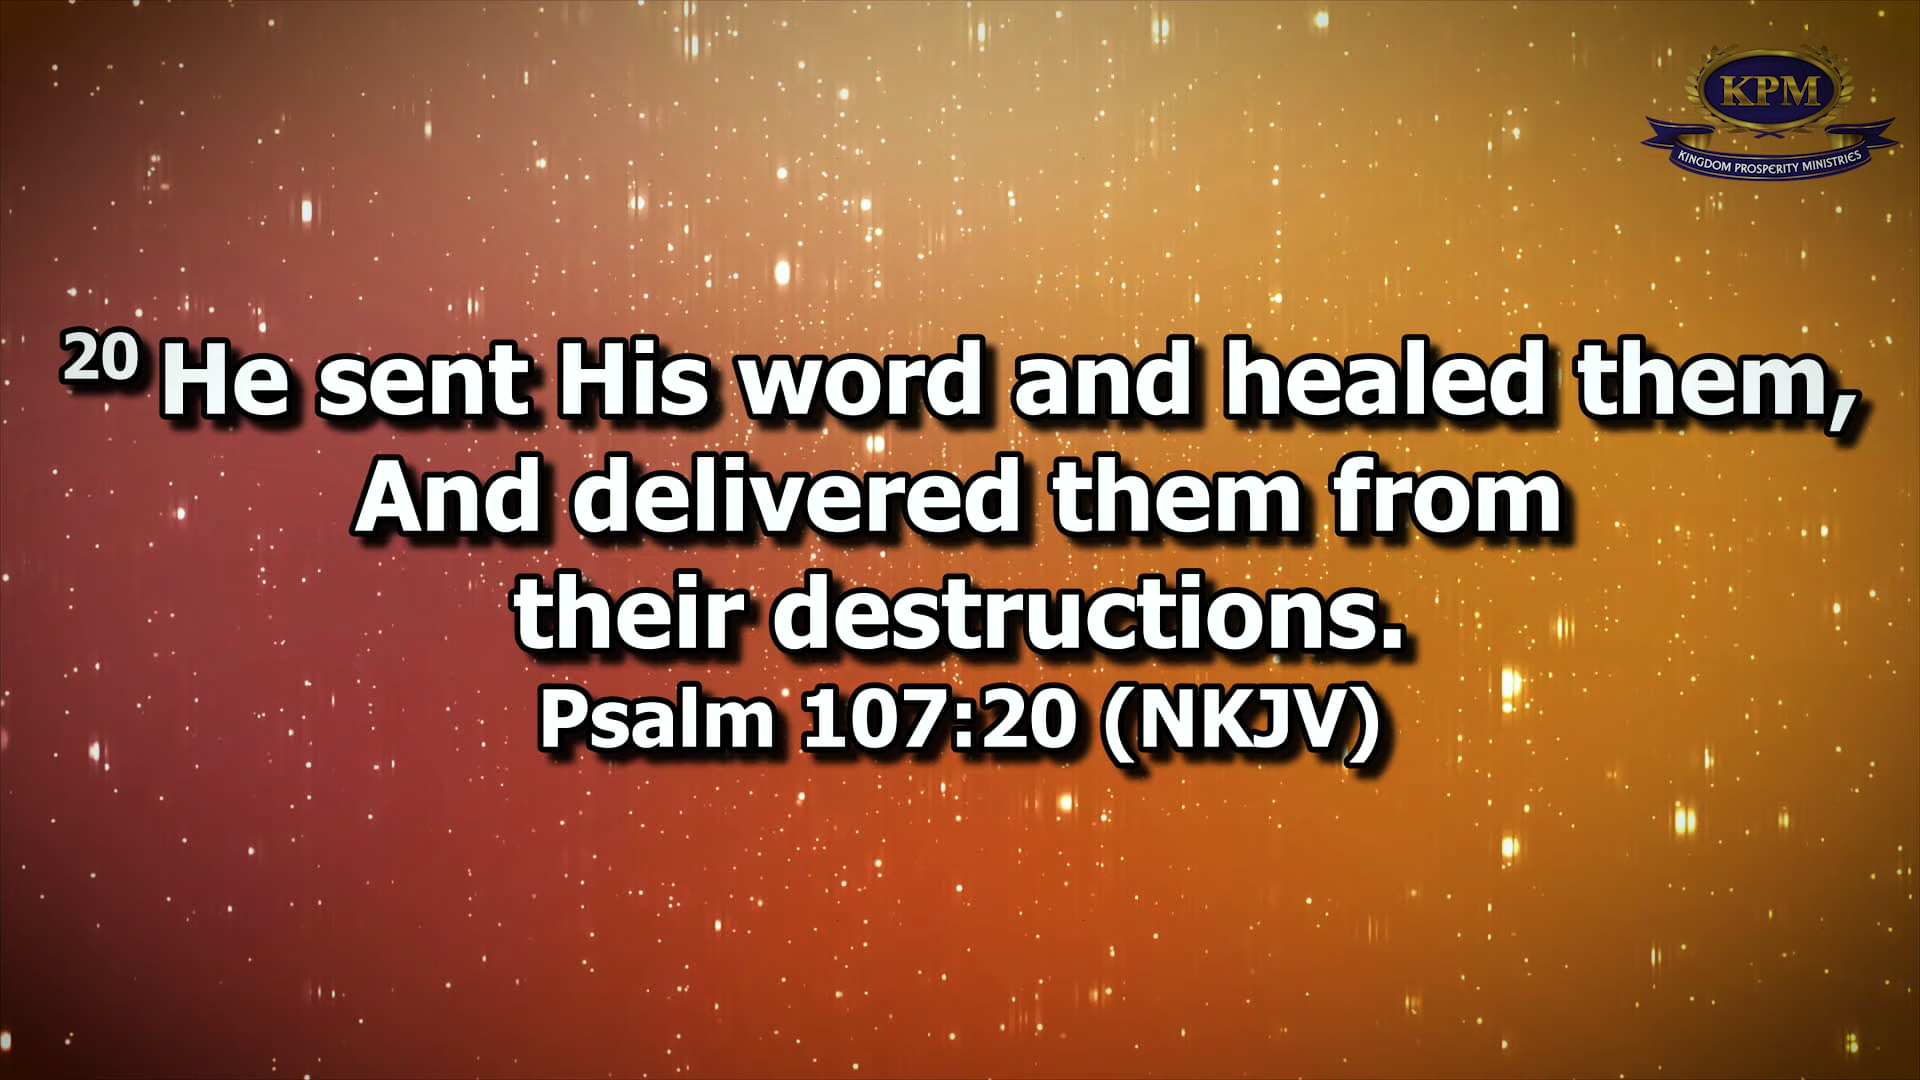 KPM
KINGDOM PROSPERITY MINISTRIES
20 He sent His word and healed them,
And delivered them from
their destructions.
Psalm 107:20 (NKJV)